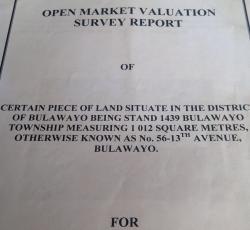 OPEN MARKET VALUATION
SURVEY REPORT
OF
CERTAIN PIECE OF LAND SITUATE IN THE DISTRIC
OF BULAWAYO BEING STAND 1439 BULAWAYO
TOWNSHIP MEASURING 1 012 SQUARE METRES,
OTHERWISE KNOWN AS No. 56-13TH AVENUE,
BULAWAYO.
FOR